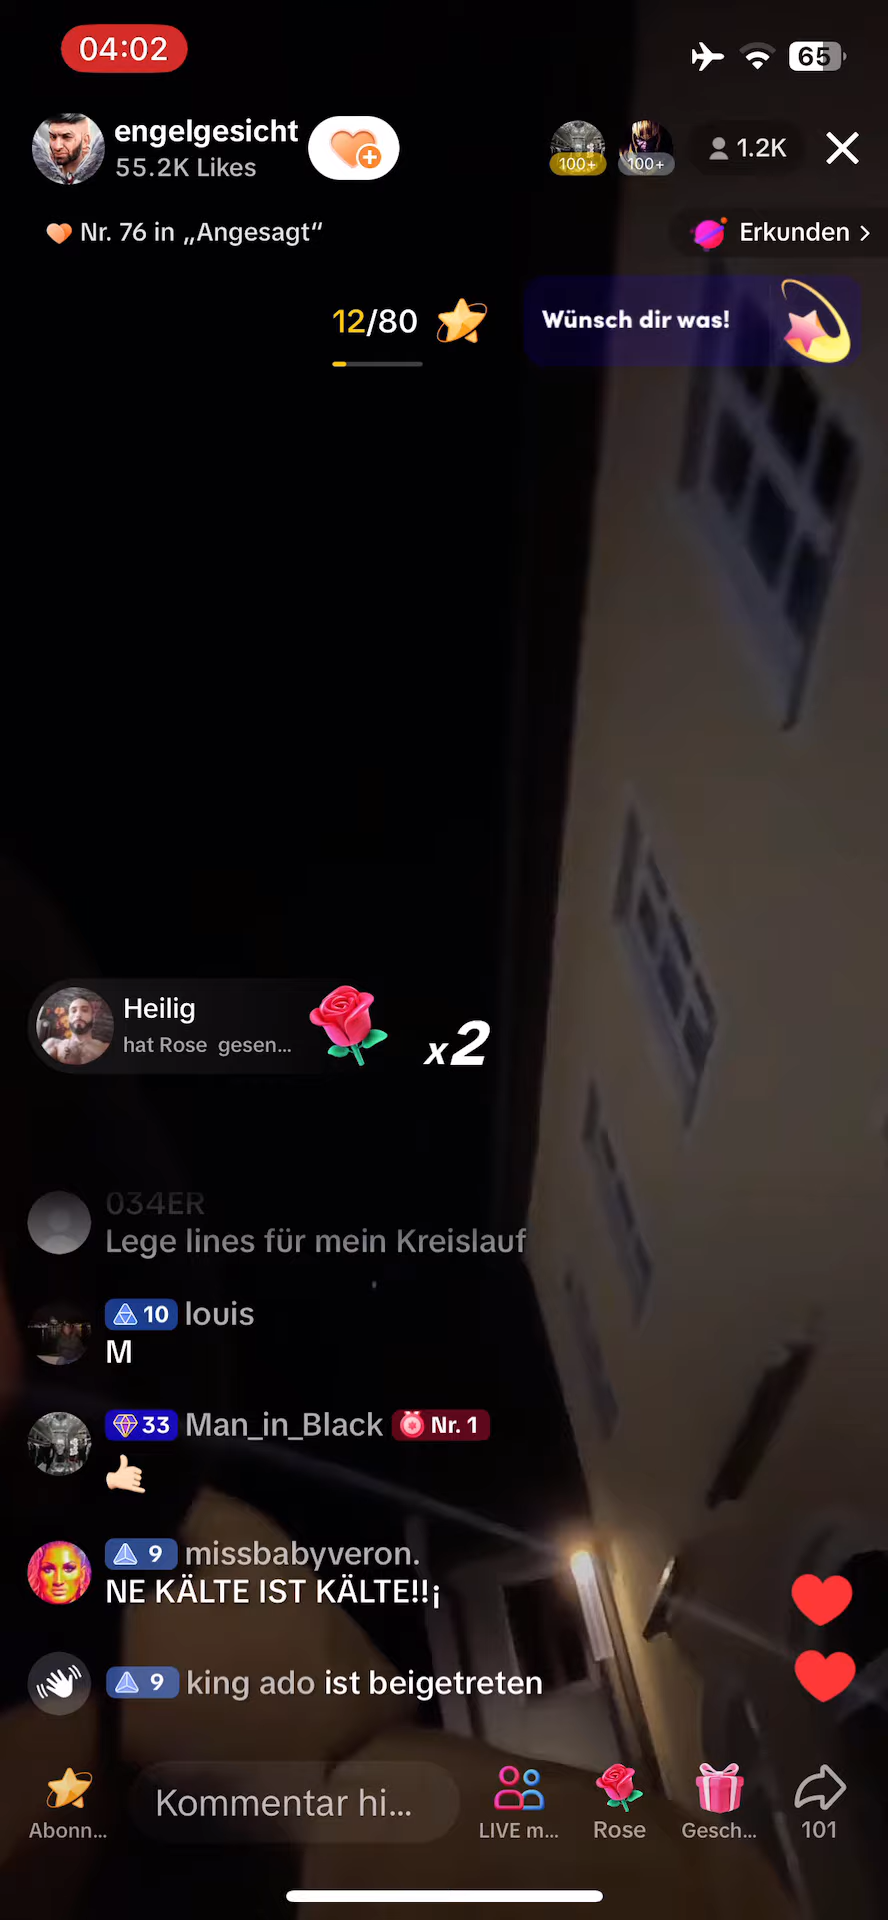 04:02
65
engelgesicht
55.2K Likes
100+
100+
1.2K
Nr. 76 in „Angesagt“
Erkunden >
12/80
Wünsch dir was!
Heilig
hat Rose gesen...
x2
034ER
Lege lines für mein Kreislauf
10 louis
M
33 Man_in_Black Nr. 1
9 missbabyveron.
NE KÄLTE IST KÄLTE!!¡
9 king ado ist beigetreten
Kommentar hi...
Abonn...
LIVE m...
Rose
Gesch...
101